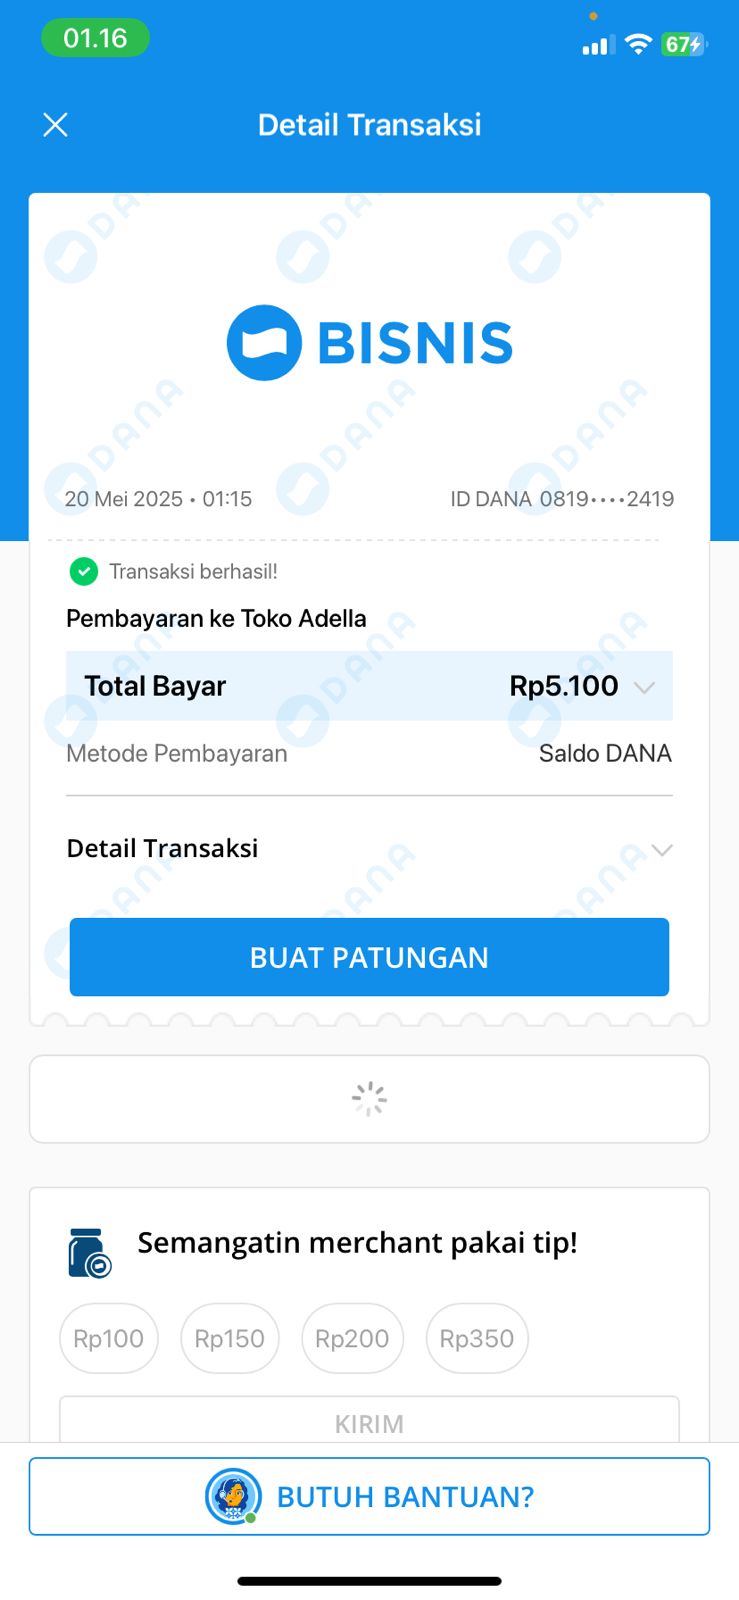 01.16
67
Detail Transaksi
BISNIS
20 Mei 2025 • 01:15 ID DANA 0819••••2419
Transaksi berhasil!
Pembayaran ke Toko Adella
Total Bayar Rp5.100
Metode Pembayaran Saldo DANA
Detail Transaksi
BUAT PATUNGAN
Semangatin merchant pakai tip!
Rp100 Rp150 Rp200 Rp350
KIRIM
BUTUH BANTUAN?
DANA